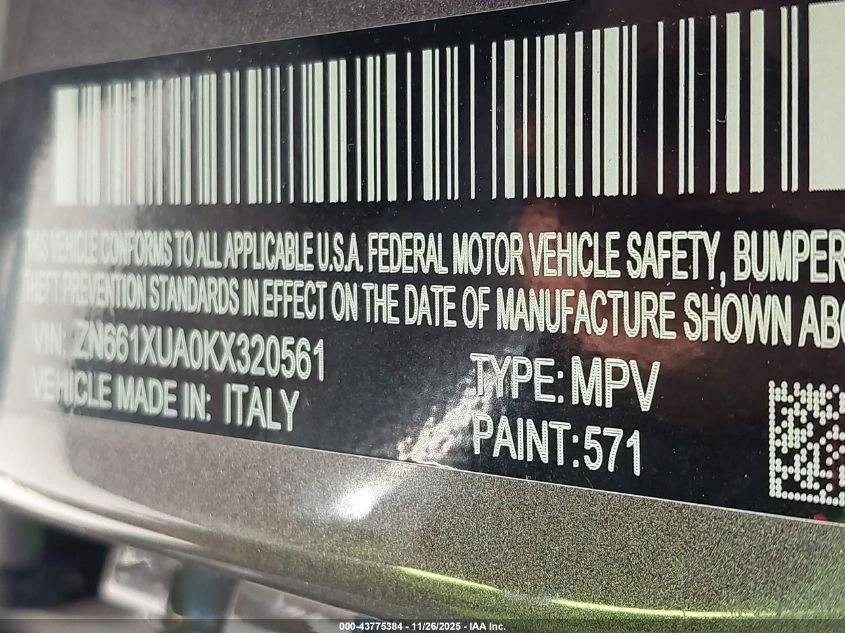 THIS VEHICLE CONFORMS TO ALL APPLICABLE U.S.A. FEDERAL MOTOR VEHICLE SAFETY, BUMPER
THEFT PREVENTION STANDARDS IN EFFECT ON THE DATE OF MANUFACTURE SHOWN ABO
VIN: ZN661XUA0KX320561
TYPE: MPV
VEHICLE MADE IN: ITALY
PAINT: 571
000-43775384 - 11/26/2025 - IAA Inc.